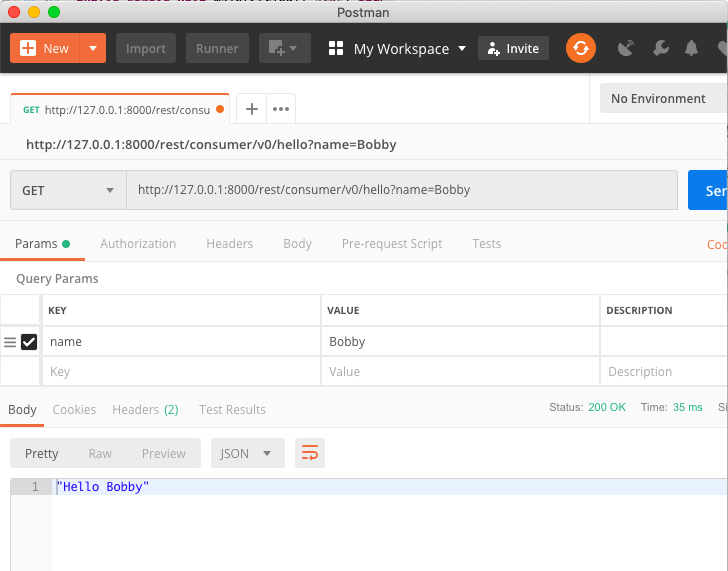 Postman
New Import Runner My Workspace Invite
GET http://127.0.0.1:8000/rest/consu No Environment
http://127.0.0.1:8000/rest/consumer/v0/hello?name=Bobby
GET http://127.0.0.1:8000/rest/consumer/v0/hello?name=Bobby
Params Authorization Headers Body Pre-request Script Tests
Query Params
KEY VALUE DESCRIPTION
name Bobby
Key Value Description
Body Cookies Headers (2) Test Results Status: 200 OK Time: 35 ms
Pretty Raw Preview JSON
1 "Hello Bobby"